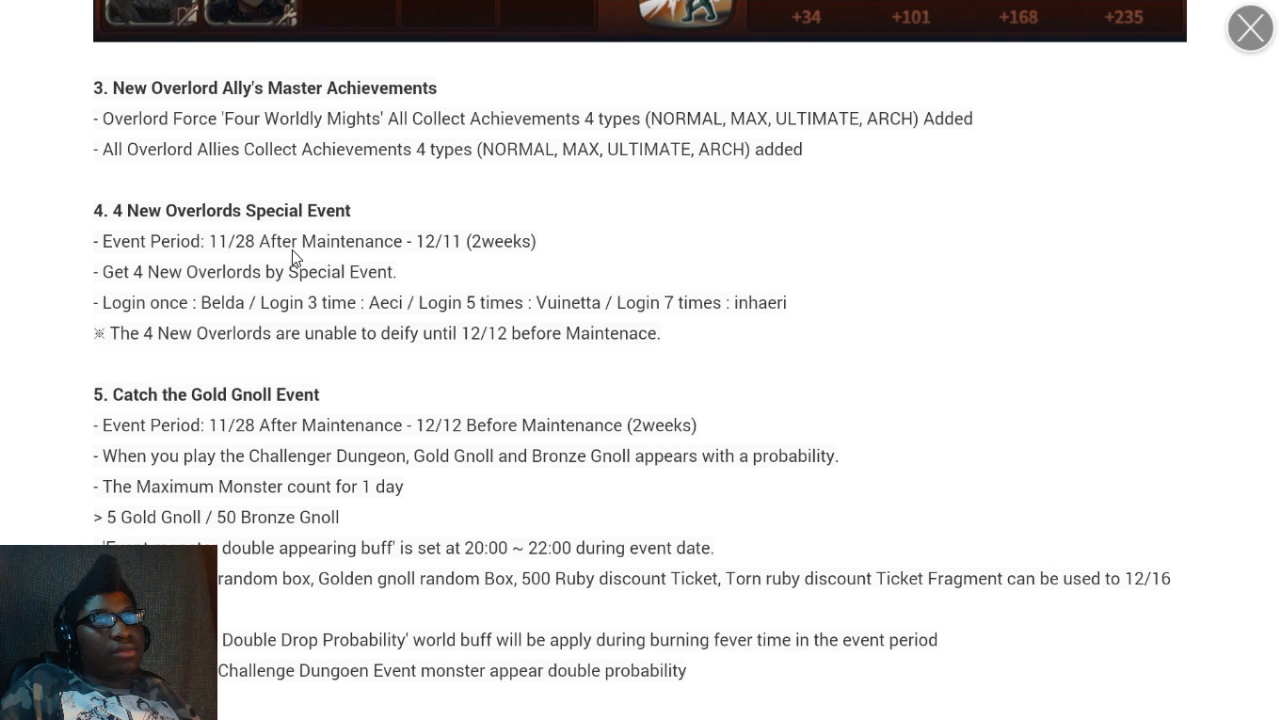 +34 +101 +168 +235
3. New Overlord Ally's Master Achievements
- Overlord Force 'Four Worldly Mights' All Collect Achievements 4 types (NORMAL, MAX, ULTIMATE, ARCH) Added
- All Overlord Allies Collect Achievements 4 types (NORMAL, MAX, ULTIMATE, ARCH) added
4. 4 New Overlords Special Event
- Event Period: 11/28 After Maintenance - 12/11 (2weeks)
- Get 4 New Overlords by Special Event.
- Login once : Belda / Login 3 time : Aeci / Login 5 times : Vuinetta / Login 7 times : inhaeri
※ The 4 New Overlords are unable to deify until 12/12 before Maintenace.
5. Catch the Gold Gnoll Event
- Event Period: 11/28 After Maintenance - 12/12 Before Maintenance (2weeks)
- When you play the Challenger Dungeon, Gold Gnoll and Bronze Gnoll appears with a probability.
- The Maximum Monster count for 1 day
> 5 Gold Gnoll / 50 Bronze Gnoll
double appearing buff' is set at 20:00 ~ 22:00 during event date.
random box, Golden gnoll random Box, 500 Ruby discount Ticket, Torn ruby discount Ticket Fragment can be used to 12/16
Double Drop Probability' world buff will be apply during burning fever time in the event period
Challenge Dungoen Event monster appear double probability